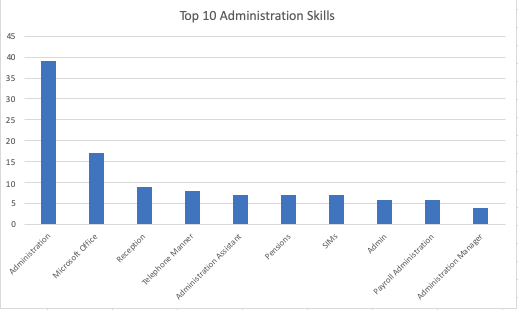 Top 10 Administration Skills
45
40
35
30
25
20
15
10
5
0
Administration
Microsoft Office
Reception
Telephone Manner
Administration Assistant
Pensions
SIMs
Admin
Payroll Administration
Administration Manager